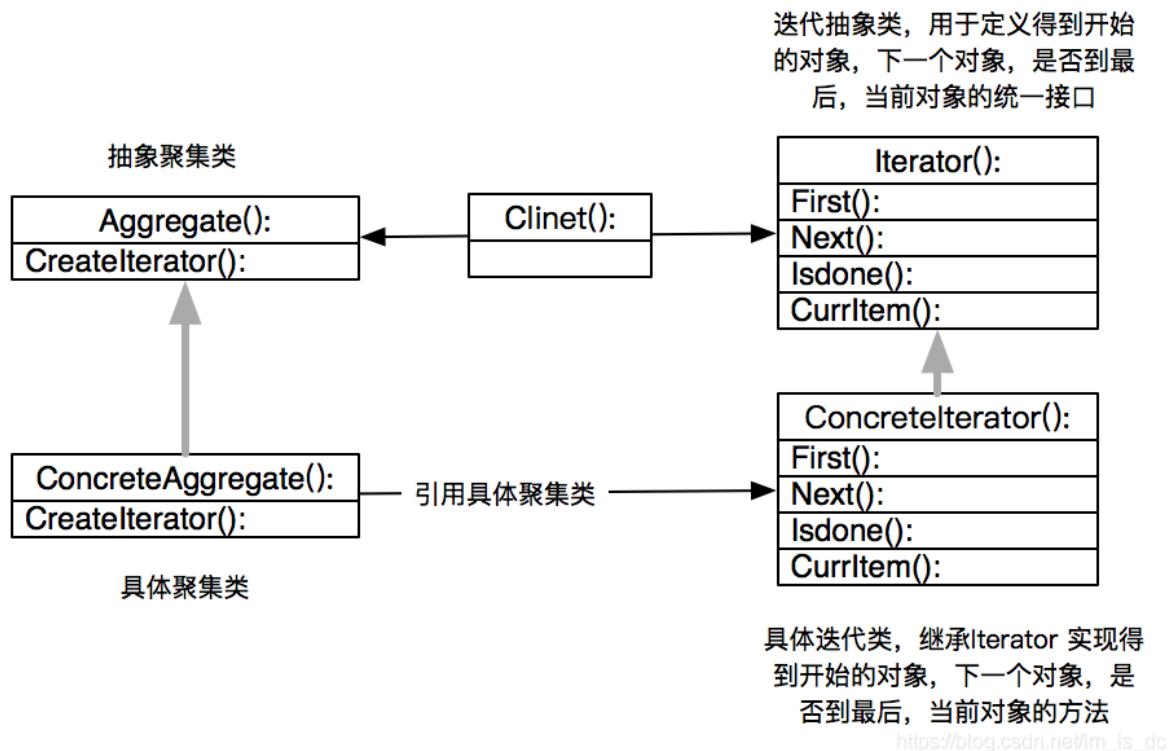 迭代抽象类，用于定义得到开始
的对象，下一个对象，是否到最
后，当前对象的统一接口
抽象聚集类
Aggregate():
CreateIterator():
Clinet():
Iterator():
First():
Next():
Isdone():
CurrItem():
ConcreteAggregate():
CreateIterator():
具体聚集类
引用具体聚集类
ConcreteIterator():
First():
Next():
Isdone():
CurrItem():
具体迭代类，继承Iterator 实现得
到开始的对象，下一个对象，是
否到最后，当前对象的方法
https://blog.csdn.net/lm_is_dc